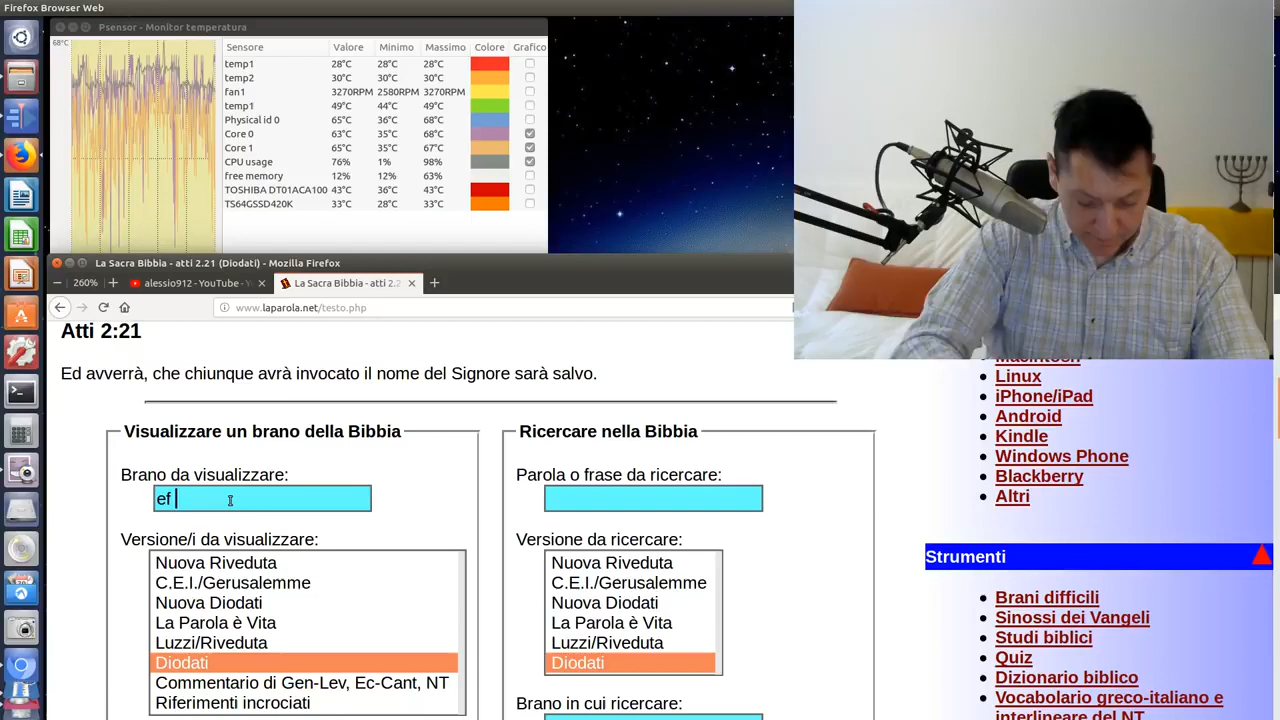 Firefox Browser Web
Psensor - Monitor temperatura
68°C
Sensore Valore Minimo Massimo Colore Grafico
temp1 28°C 28°C 28°C
temp2 30°C 30°C 30°C
fan1 3270RPM 2580RPM 3270RPM
temp1 49°C 44°C 49°C
Physical id 0 65°C 36°C 68°C
Core 0 63°C 35°C 68°C
Core 1 65°C 35°C 67°C
CPU usage 76% 1% 98%
free memory 12% 12% 63%
TOSHIBA DT01ACA100 43°C 36°C 43°C
TS64GSSD420K 33°C 28°C 33°C
La Sacra Bibbia - atti 2.21 (Diodati) - Mozilla Firefox
260% alessio912 - YouTube - La Sacra Bibbia - atti 2.2
www.laparola.net/testo.php
Atti 2:21
Ed avverrà, che chiunque avrà invocato il nome del Signore sarà salvo.
Visualizzare un brano della Bibbia
Brano da visualizzare:
ef
Versione/i da visualizzare:
Nuova Riveduta
C.E.I./Gerusalemme
Nuova Diodati
La Parola è Vita
Luzzi/Riveduta
Diodati
Commentario di Gen-Lev, Ec-Cant, NT
Riferimenti incrociati
Ricercare nella Bibbia
Parola o frase da ricercare:
Versione da ricercare:
Nuova Riveduta
C.E.I./Gerusalemme
Nuova Diodati
La Parola è Vita
Luzzi/Riveduta
Diodati
Brano in cui ricercare:
Macintosh
Linux
iPhone/iPad
Android
Kindle
Windows Phone
Blackberry
Altri
Strumenti
Brani difficili
Sinossi dei Vangeli
Studi biblici
Quiz
Dizionario biblico
Vocabolario greco-italiano e
interlineare del NT